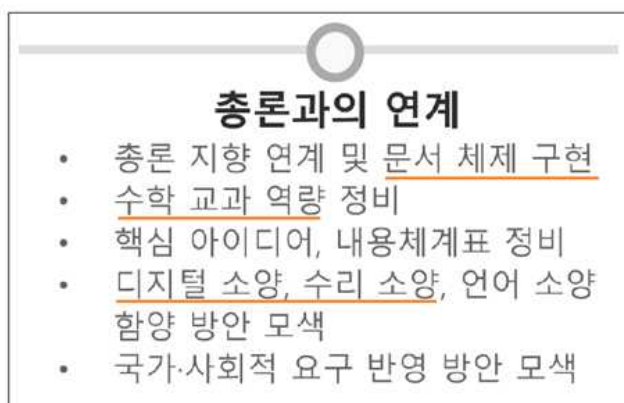 총론과의 연계
• 총론 지향 연계 및 문서 체제 구현
• 수학 교과 역량 정비
• 핵심 아이디어, 내용체계표 정비
• 디지털 소양, 수리 소양, 언어 소양
함양 방안 모색
• 국가·사회적 요구 반영 방안 모색